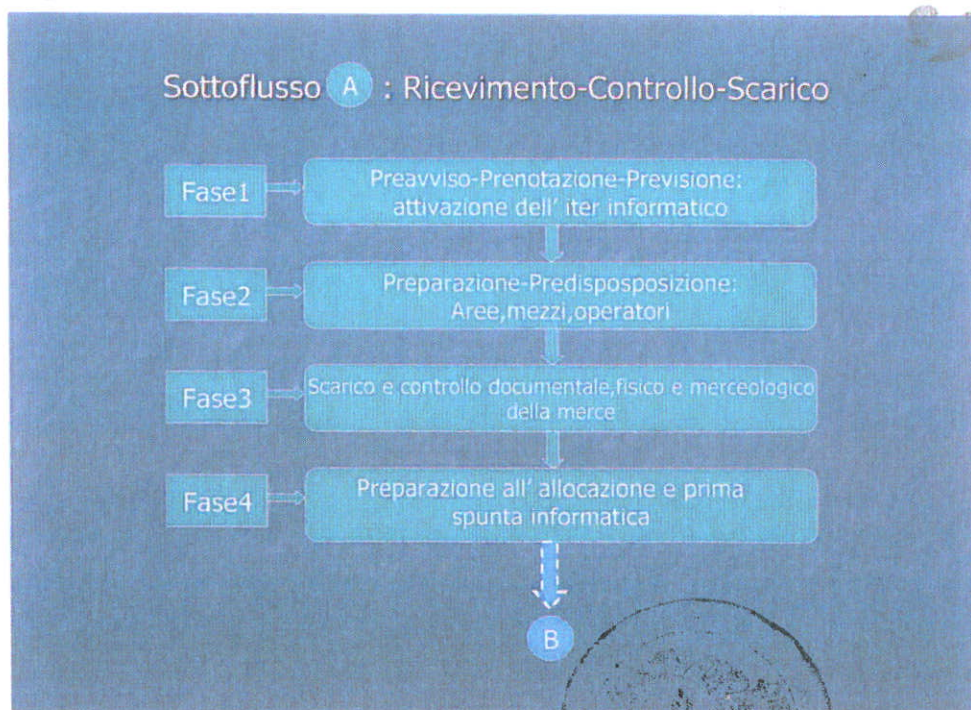 Sottoflusso A : Ricevimento-Controllo-Scarico
Fase1
Preavviso-Prenotazione-Previsione:
attivazione dell' iter informatico
Fase2
Preparazione-Predisposposizione:
Aree,mezzi,operatori
Fase3
Scarico e controllo documentale,fisico e merceologico
della merce
Fase4
Preparazione all' allocazione e prima
spunta informatica
B